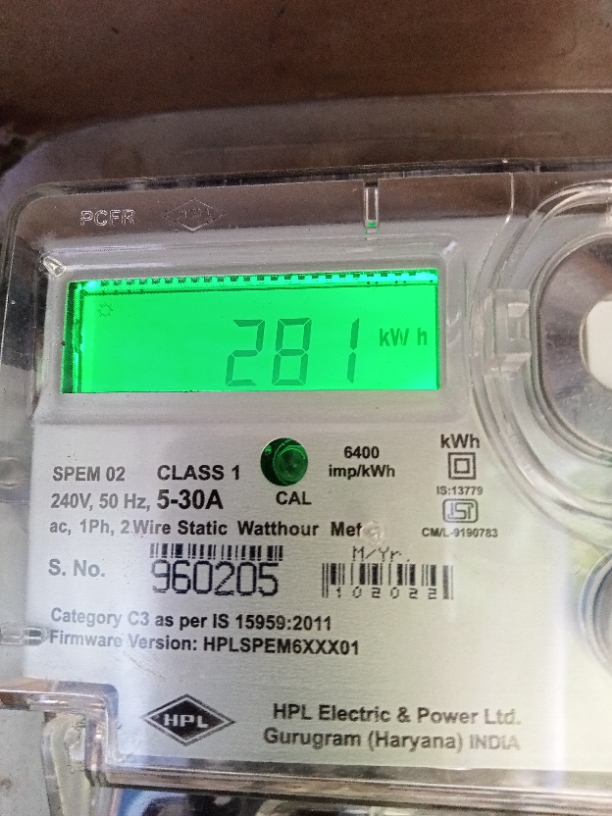 PCFR HPL
281 kWh
6400
imp/kWh
kWh
SPEM 02 CLASS 1
240V, 50 Hz, 5-30A
CAL
IS:13779
ISI
CM/L-9190783
ac, 1Ph, 2 Wire Static Watthour
M/Yr.
S. No. 960205
102022
Category C3 as per IS 15959:2011
Firmware Version: HPLSPEM6XXX01
HPL
HPL Electric & Power Ltd.
Gurugram (Haryana) INDIA